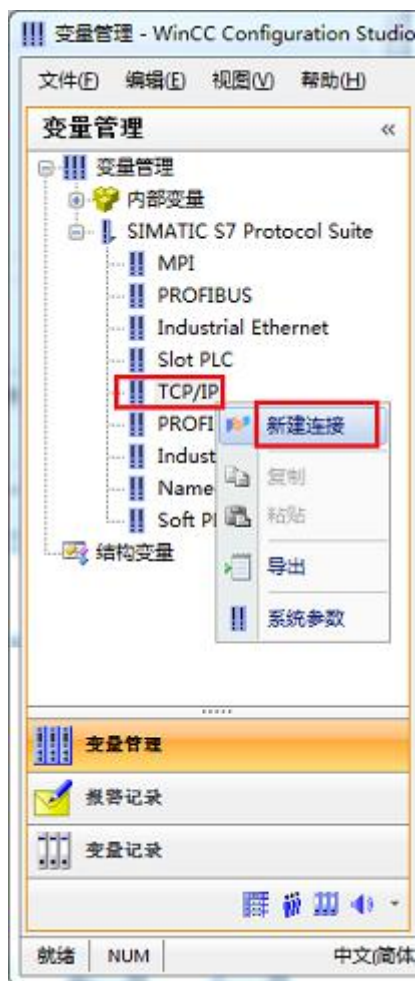 变量管理 - WinCC Configuration Studio
文件(F) 编辑(E) 视图(V) 帮助(H)
变量管理 «
变量管理
内部变量
SIMATIC S7 Protocol Suite
MPI
PROFIBUS
Industrial Ethernet
Slot PLC
TCP/IP
PROFI 新建连接
Indust
Name 复制
Soft Pl 粘贴
结构变量
导出
系统参数
变量管理
报警记录
变量记录
就绪 NUM 中文(简体